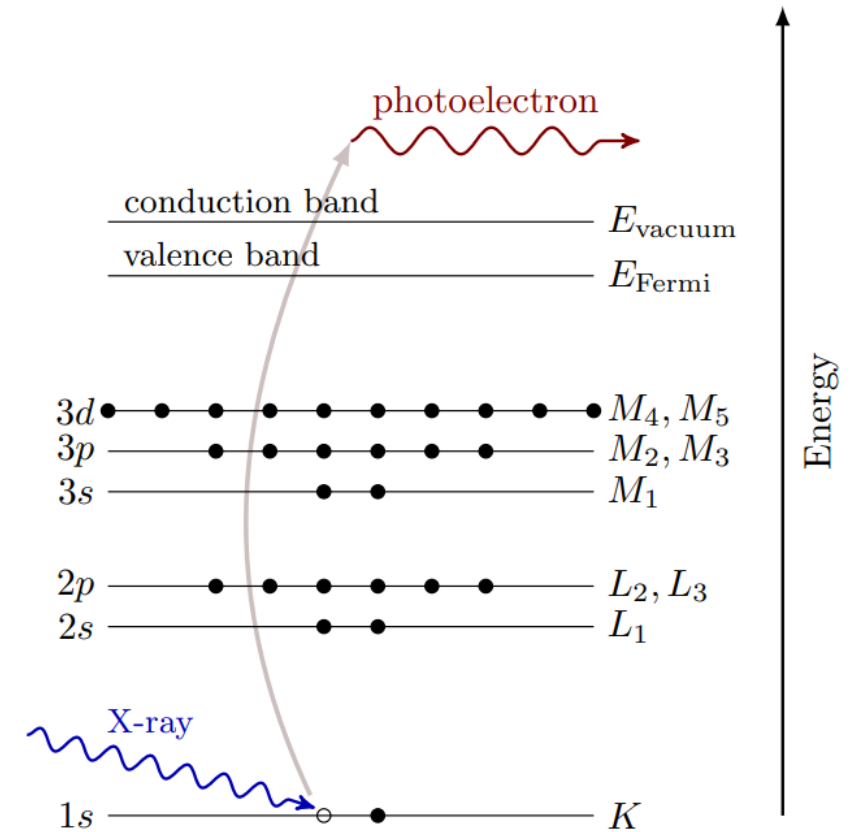 photoelectron
conduction band
E_vacuum
valence band
E_Fermi
3d
M_4, M_5
3p
M_2, M_3
3s
M_1
Energy
2p
L_2, L_3
2s
L_1
X-ray
1s
K